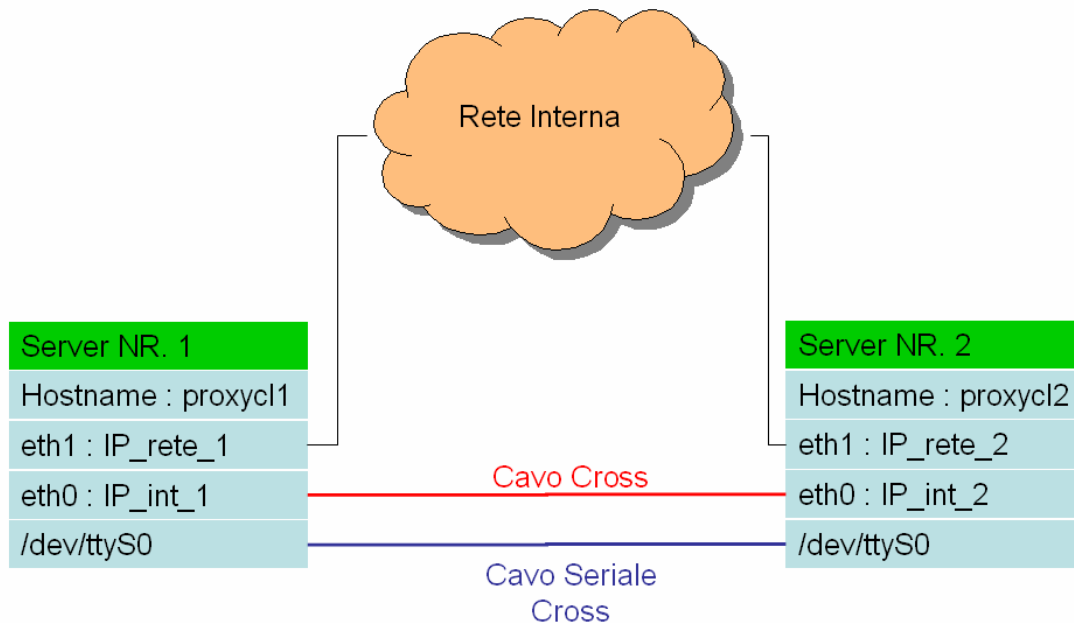 Rete Interna
Server NR. 1
Hostname : proxycl1
eth1 : IP_rete_1
eth0 : IP_int_1
/dev/ttyS0
Server NR. 2
Hostname : proxycl2
eth1 : IP_rete_2
eth0 : IP_int_2
/dev/ttyS0
Cavo Cross
Cavo Seriale
Cross